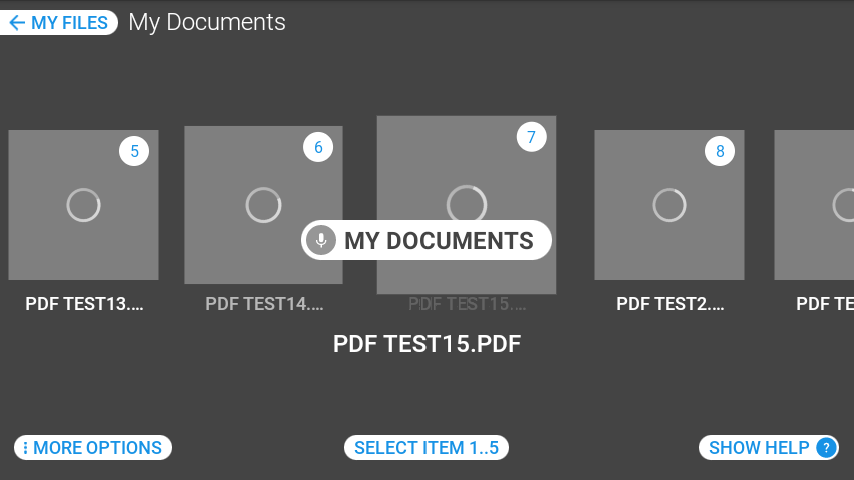 MY FILES
My Documents
5
6
7
8
MY DOCUMENTS
PDF TEST13....
PDF TEST14....
PDF TEST15....
PDF TEST2....
PDF TE
PDF TEST15.PDF
MORE OPTIONS
SELECT ITEM 1..5
SHOW HELP ?